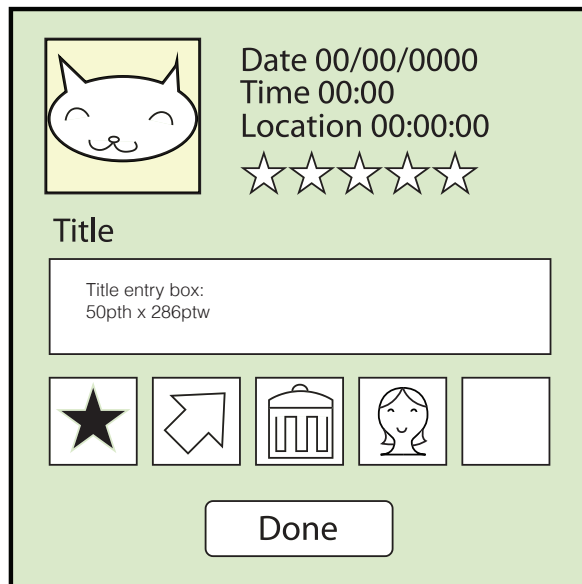 Date 00/00/0000
Time 00:00
Location 00:00:00
Title
Title entry box:
50pth x 286ptw
Done